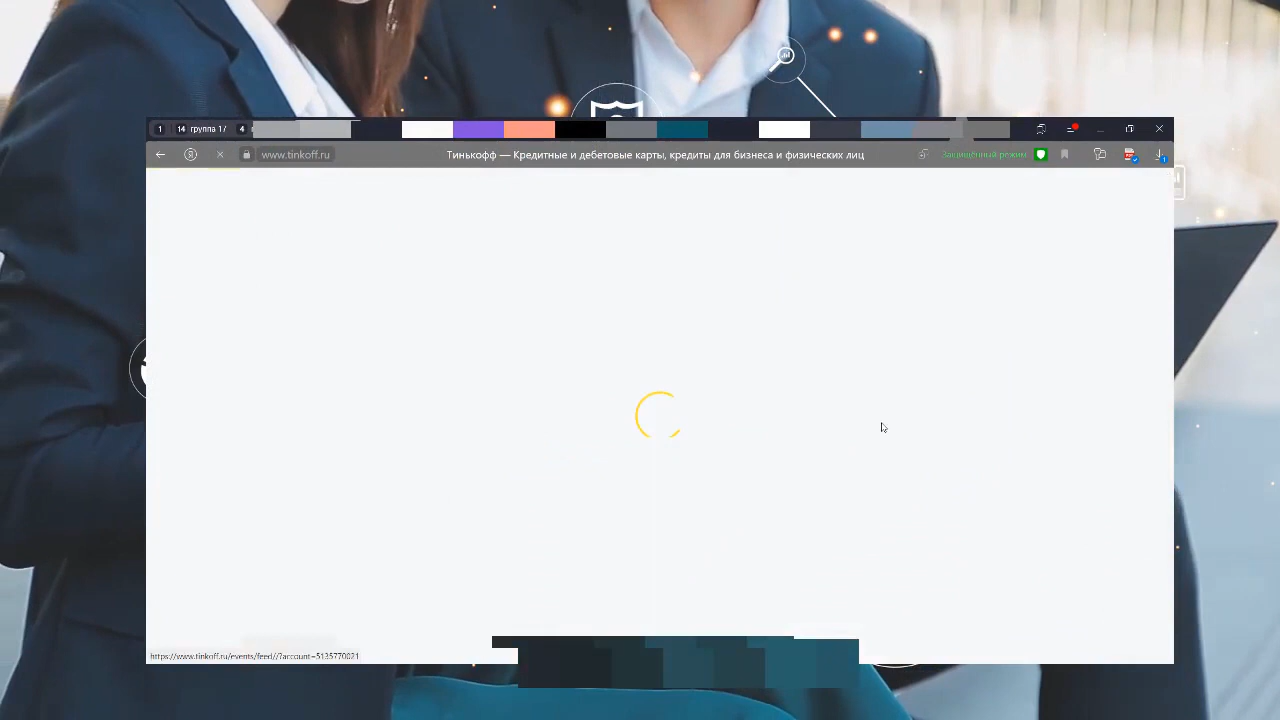 1 14 группа 1/ 4
www.tinkoff.ru Тинькофф — Кредитные и дебетовые карты, кредиты для бизнеса и физических лиц Защищённый режим
https://www.tinkoff.ru/events/feed//?account=5135770021